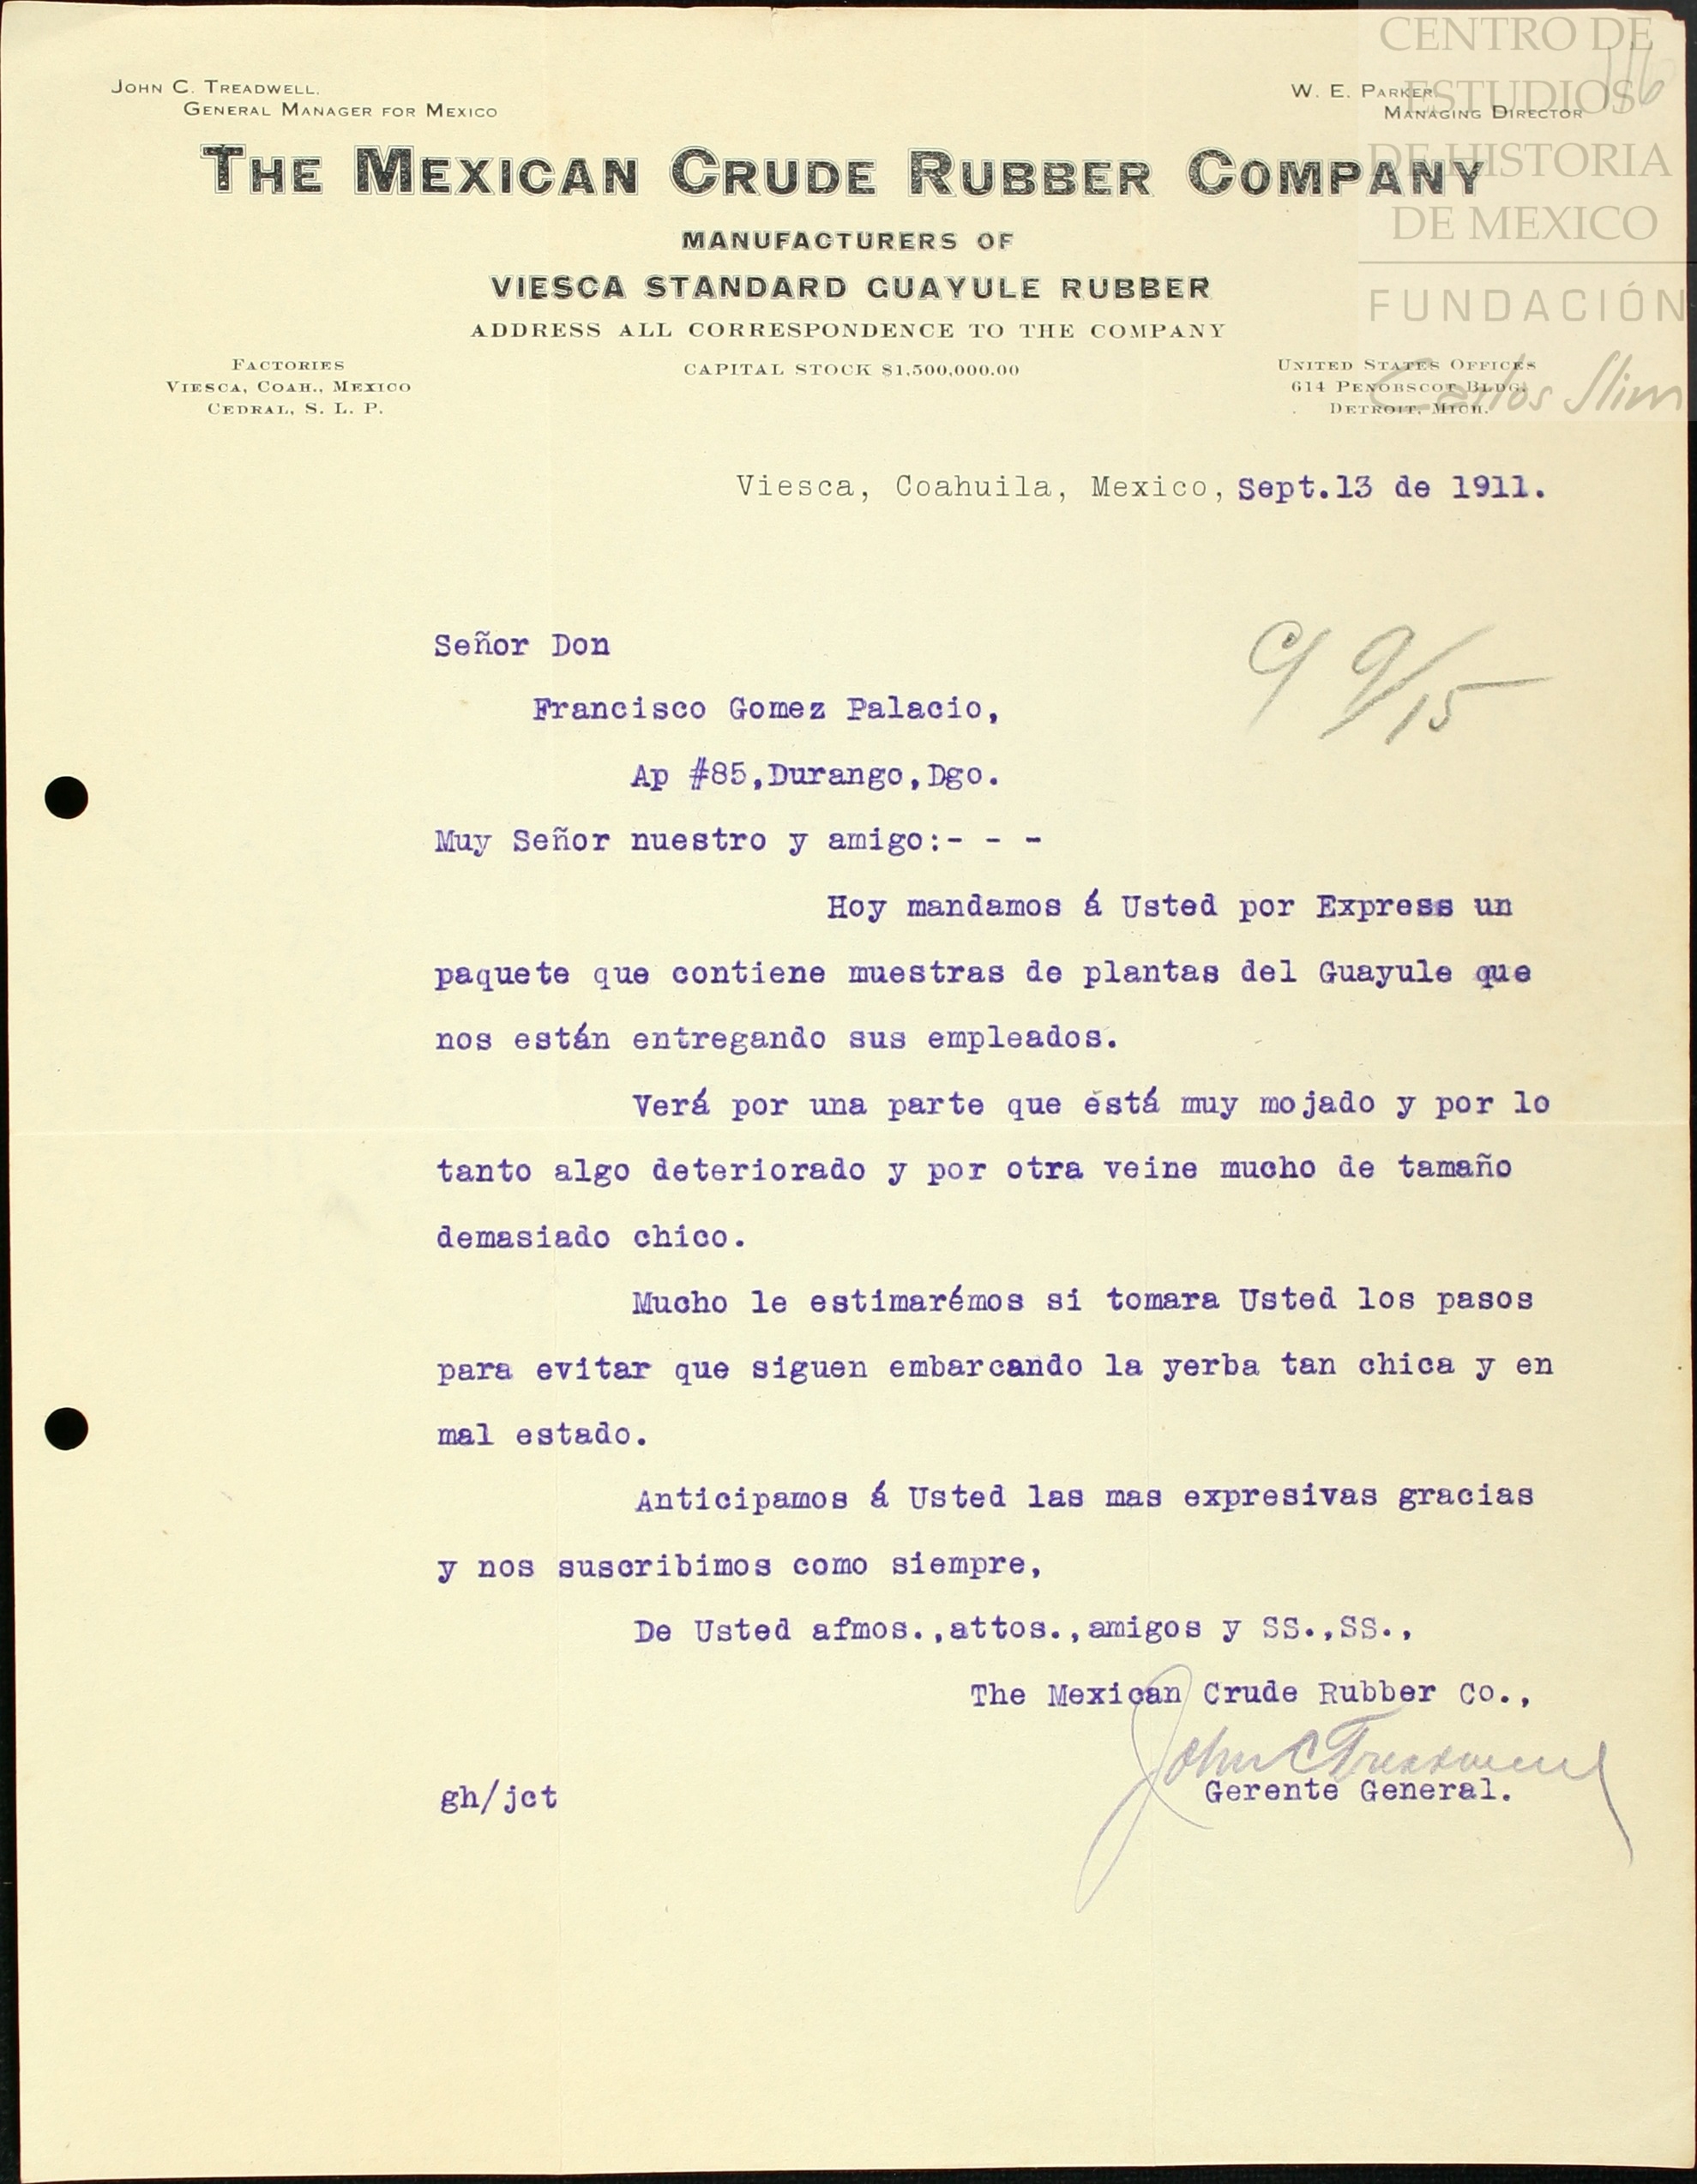 John C. Treadwell.
General Manager for Mexico
W. E. Parker.
Managing Director
The Mexican Crude Rubber Company
MANUFACTURERS OF
VIESCA STANDARD GUAYULE RUBBER
ADDRESS ALL CORRESPONDENCE TO THE COMPANY
Factories
Viesca, Coah., Mexico
Cedral, S. L. P.
CAPITAL STOCK $1,500,000.00
United States Offices
614 Penobscot Bldg.
Detroit, Mich.
CENTRO DE
ESTUDIOS
DE HISTORIA
DE MEXICO
FUNDACIÓN
Carlos Slim
116
Viesca, Coahuila, Mexico, Sept.13 de 1911.
Señor Don
Francisco Gomez Palacio,
Ap #85,Durango,Dgo.
C/ 9/15
Muy Señor nuestro y amigo:- - -
Hoy mandamos á Usted por Express un
paquete que contiene muestras de plantas del Guayule que
nos están entregando sus empleados.
Verá por una parte que está muy mojado y por lo
tanto algo deteriorado y por otra veine mucho de tamaño
demasiado chico.
Mucho le estimarémos si tomara Usted los pasos
para evitar que siguen embarcando la yerba tan chica y en
mal estado.
Anticipamos á Usted las mas expresivas gracias
y nos suscribimos como siempre,
De Usted afmos.,attos.,amigos y SS.,SS.,
The Mexican Crude Rubber Co.,
John C Treadwell
Gerente General.
gh/jct